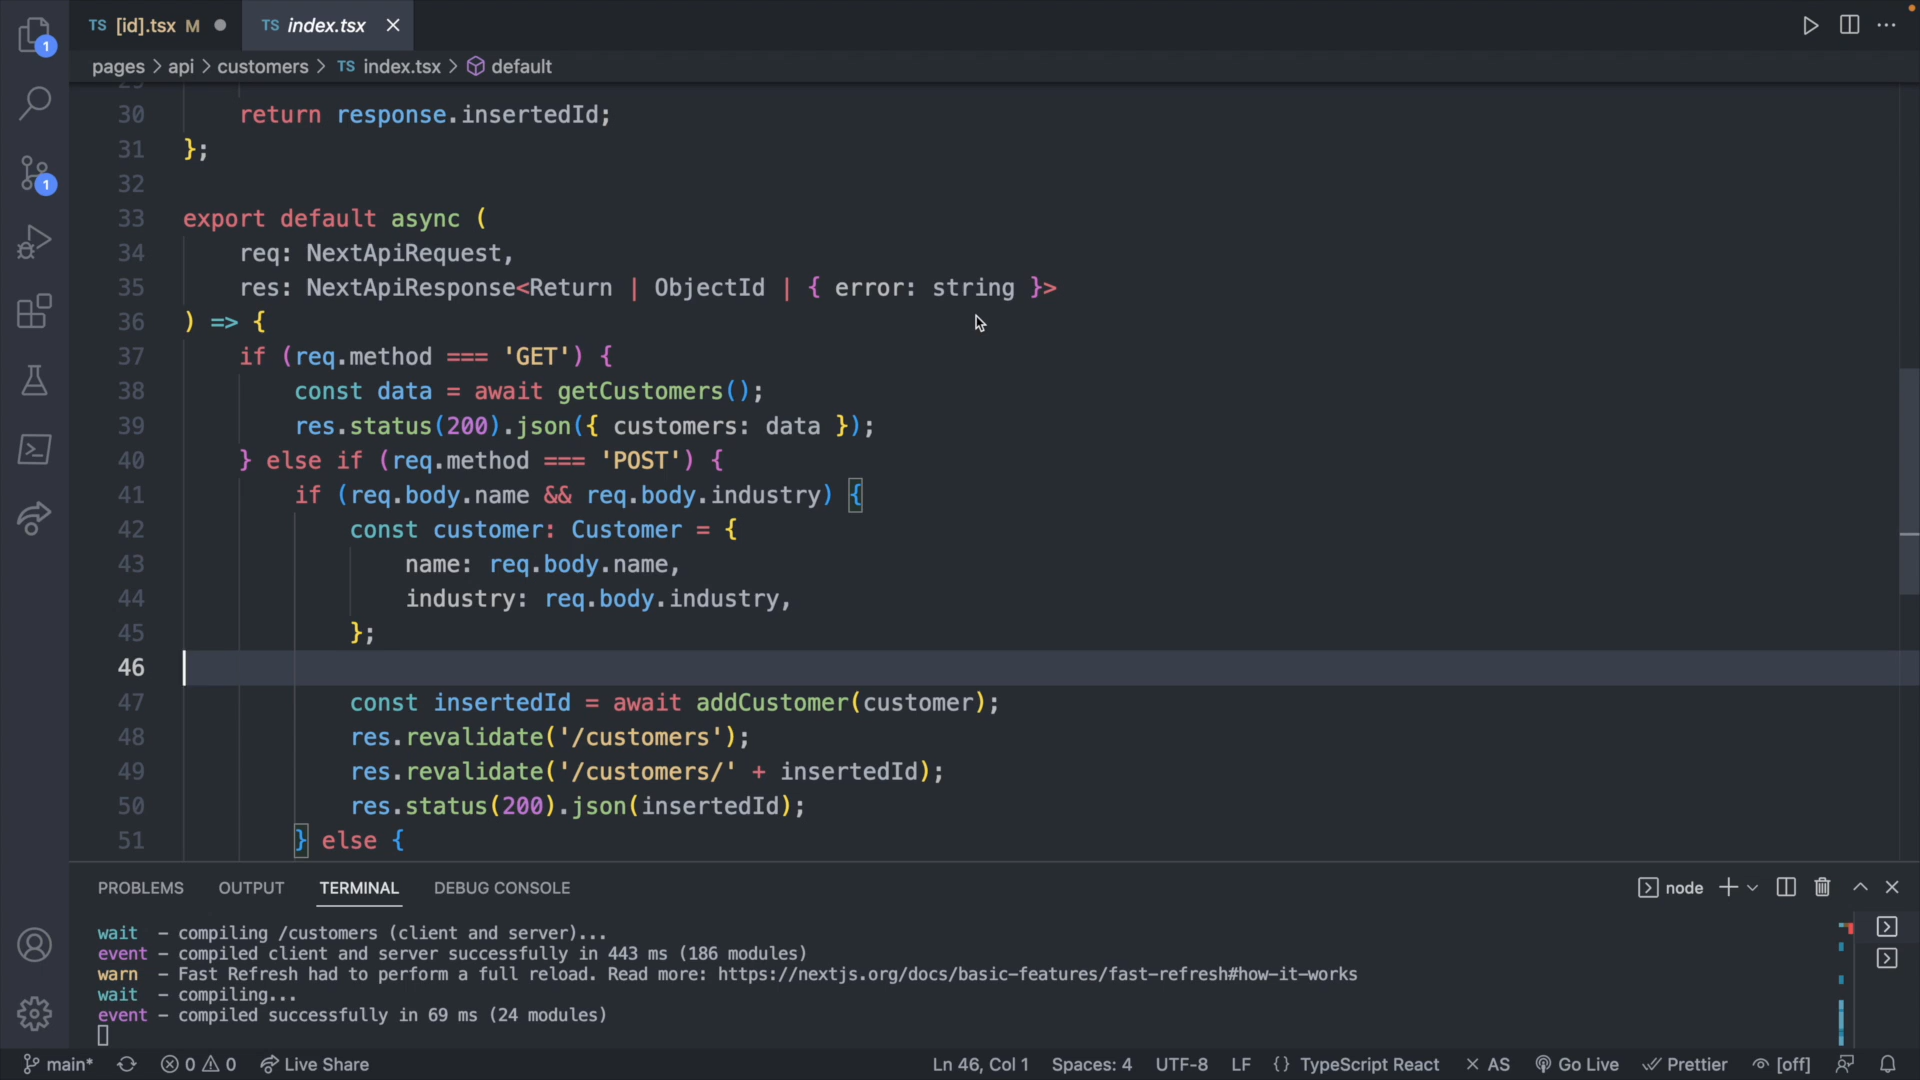 1
TS [id].tsx M
TS index.tsx
pages > api > customers > TS index.tsx > default
30 return response.insertedId;
31 };
32
33 export default async (
34 req: NextApiRequest,
35 res: NextApiResponse<Return | ObjectId | { error: string }>
36 ) => {
37 if (req.method === 'GET') {
38 const data = await getCustomers();
39 res.status(200).json({ customers: data });
40 } else if (req.method === 'POST') {
41 if (req.body.name && req.body.industry) {
42 const customer: Customer = {
43 name: req.body.name,
44 industry: req.body.industry,
45 };
46
47 const insertedId = await addCustomer(customer);
48 res.revalidate('/customers');
49 res.revalidate('/customers/' + insertedId);
50 res.status(200).json(insertedId);
51 } else {
1
PROBLEMS OUTPUT TERMINAL DEBUG CONSOLE node
wait - compiling /customers (client and server)...
event - compiled client and server successfully in 443 ms (186 modules)
warn - Fast Refresh had to perform a full reload. Read more: https://nextjs.org/docs/basic-features/fast-refresh#how-it-works
wait - compiling...
event - compiled successfully in 69 ms (24 modules)
main* 0 0 Live Share Ln 46, Col 1 Spaces: 4 UTF-8 LF {} TypeScript React AS Go Live Prettier [off]